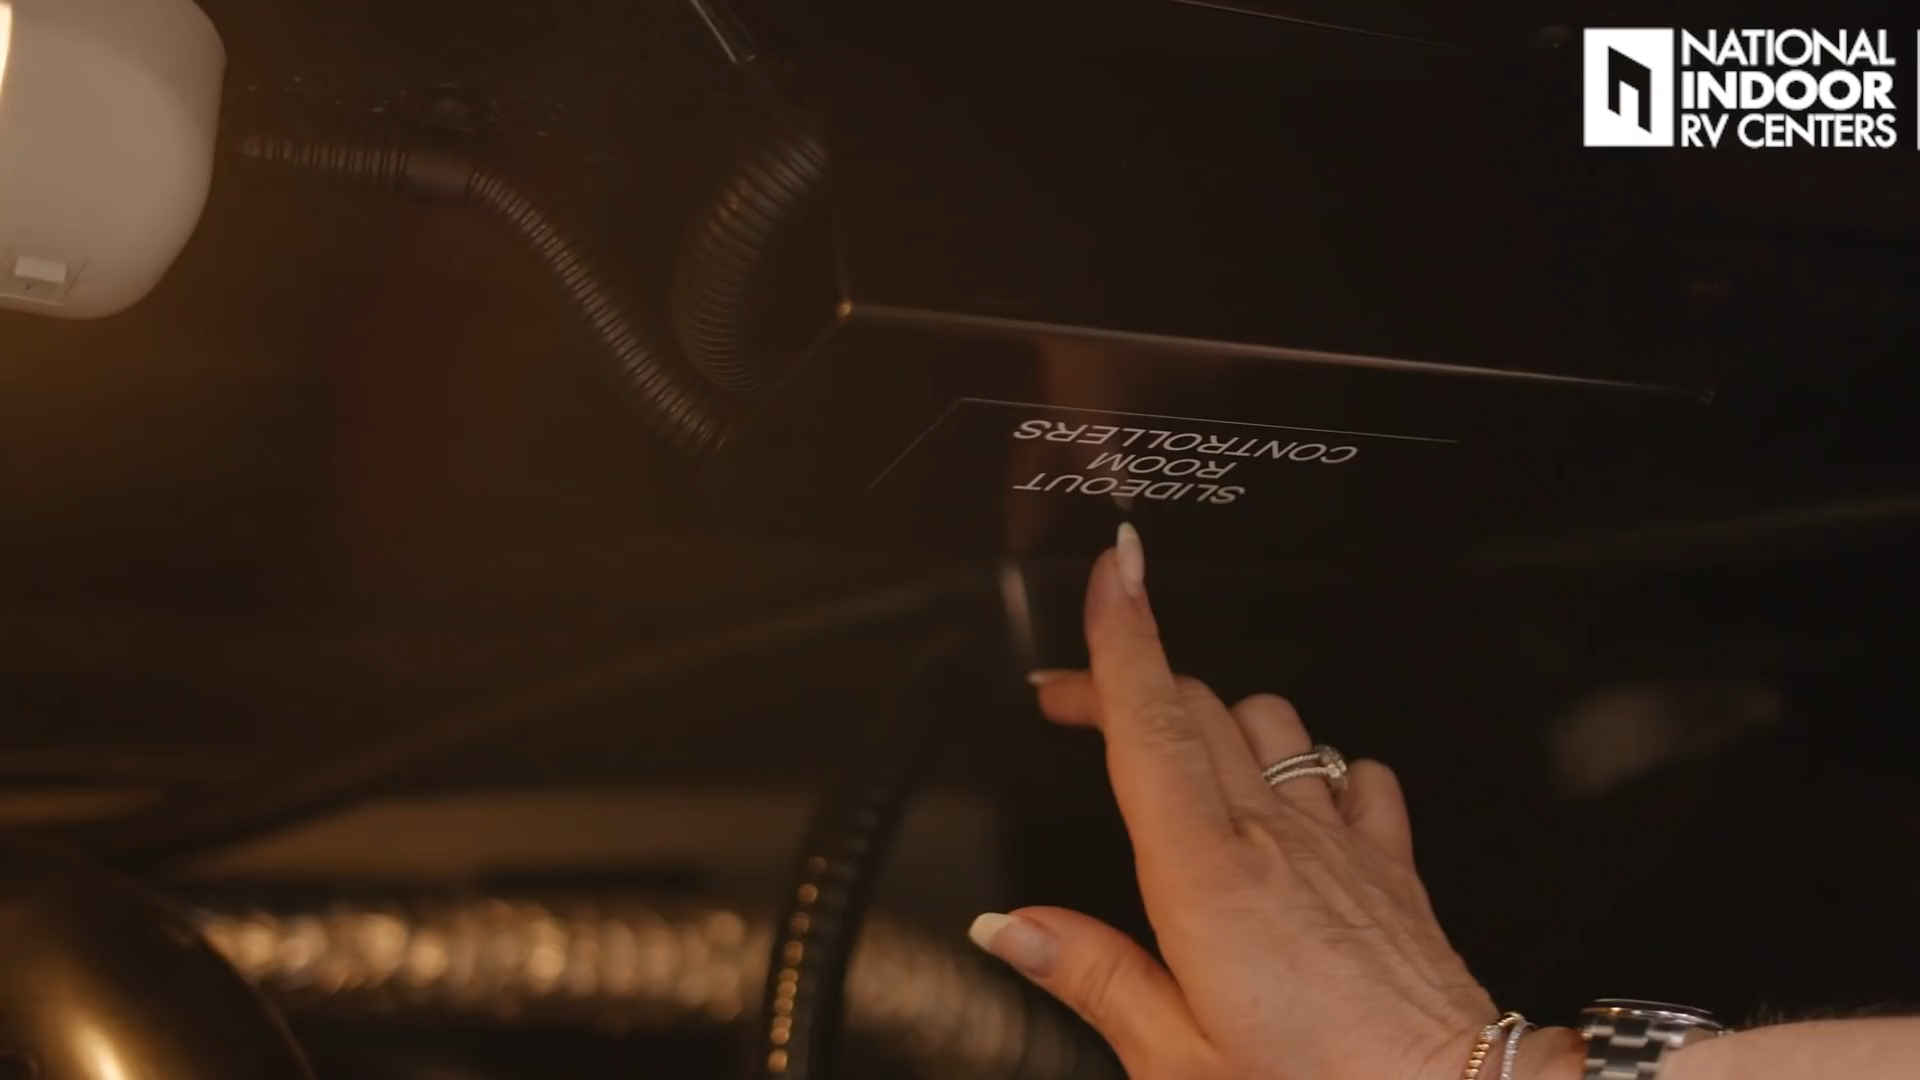 NATIONAL
INDOOR
RV CENTERS
SLIDEOUT
ROOM
CONTROLLERS